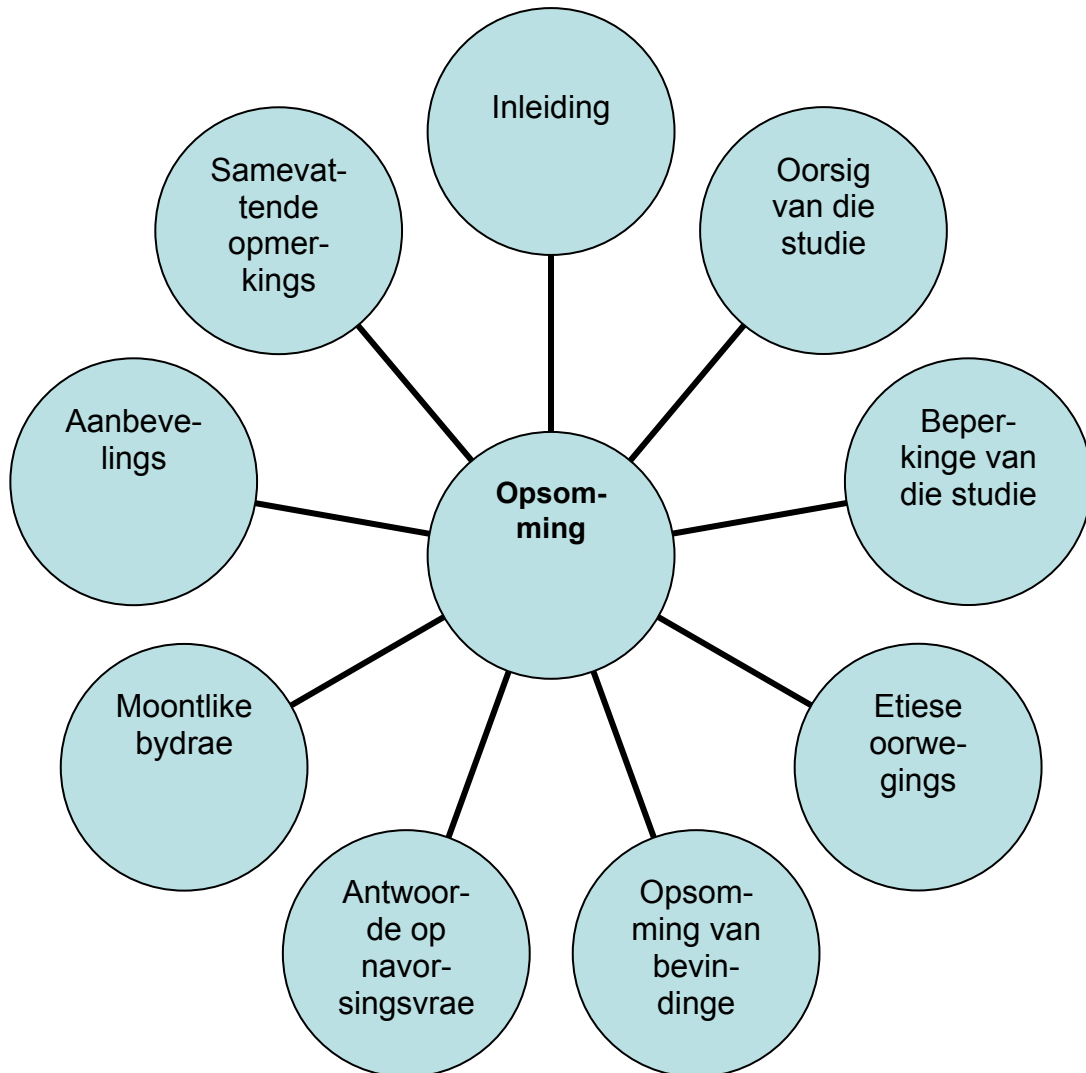 Inleiding
Oorsig
van die
studie
Beper-
kinge van
die studie
Etiese
oorwe-
gings
Opsom-
ming van
bevin-
dinge
Antwoor-
de op
navor-
singsvrae
Moontlike
bydrae
Aanbeve-
lings
Samevat-
tende
opmer-
kings
Opsom-
ming